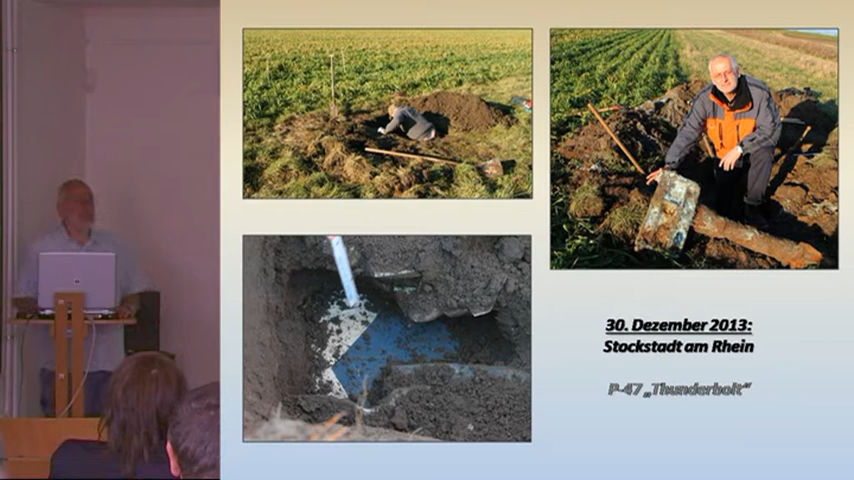 30. Dezember 2013:
Stockstadt am Rhein
P-47 „Thunderbolt“